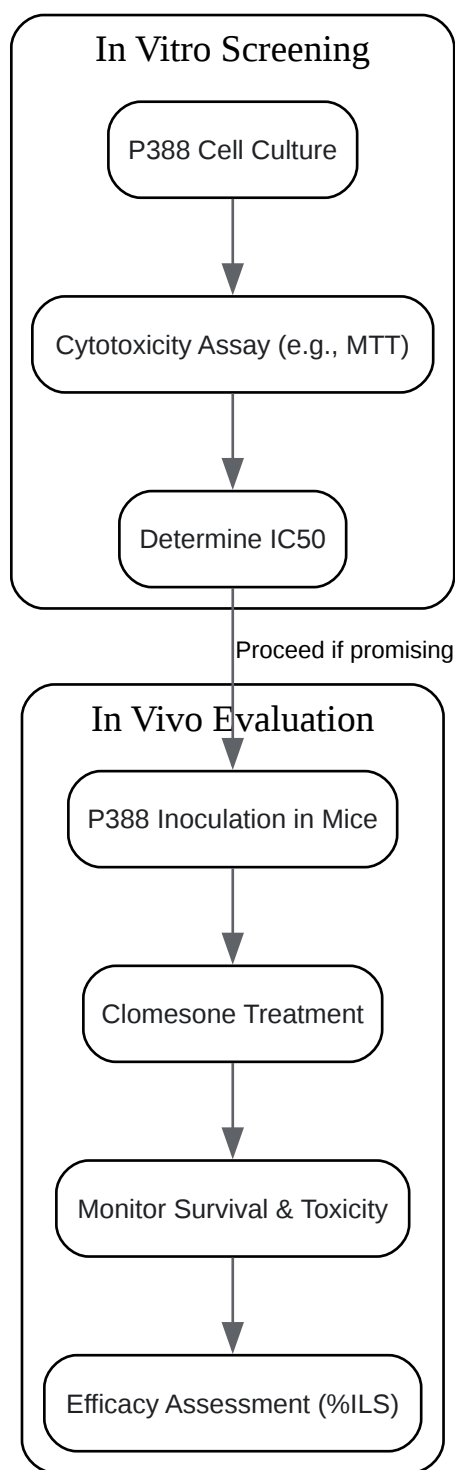 In Vitro Screening
P388 Cell Culture
Cytotoxicity Assay (e.g., MTT)
Determine IC50
Proceed if promising
In Vivo Evaluation
P388 Inoculation in Mice
Clomesone Treatment
Monitor Survival & Toxicity
Efficacy Assessment (%ILS)